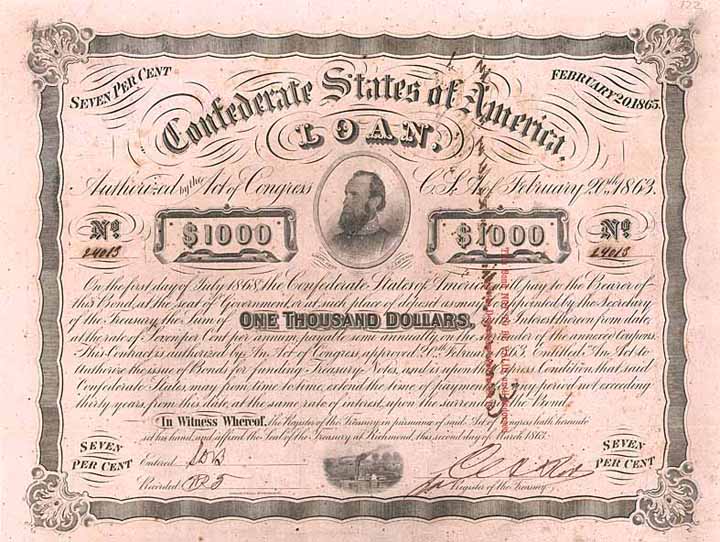 122
SEVEN PER CENT
FEBRUARY 20, 1863.
Confederate States of America.
LOAN.
Authorized by the Act of Congress C.S.A. of February 20th 1863.
No. 24013
$1000
$1000
No. 24013
On the first day of July 1868, the Confederate States of America will pay to the Bearer of
this Bond, at the seat of Government, or at such place of deposit as may be appointed by the Secretary
of the Treasury, the Sum of ONE THOUSAND DOLLARS, with Interest thereon from date,
at the rate of Seven per Cent per annum, payable semi annually, on the surrender of the annexed Coupons.
This Contract is authorized by An Act of Congress approved 20th February 1863 Entitled "An Act to
Authorize the issue of Bonds for funding Treasury Notes, and is upon the express Condition, that said
Confederate States, may from time to time, extend the time of payment for any period not exceeding
thirty years, from this date, at the same rate of interest, upon the surrender of the Bond.
In Witness Whereof, the Register of the Treasury, in pursuance of said Act of Congress hath hereunto
set his hand, and affixed the Seal of the Treasury at Richmond, this second day of March 1863.
SEVEN
PER CENT
Entered
Recorded
Register of the Treasury
SEVEN
PER CENT